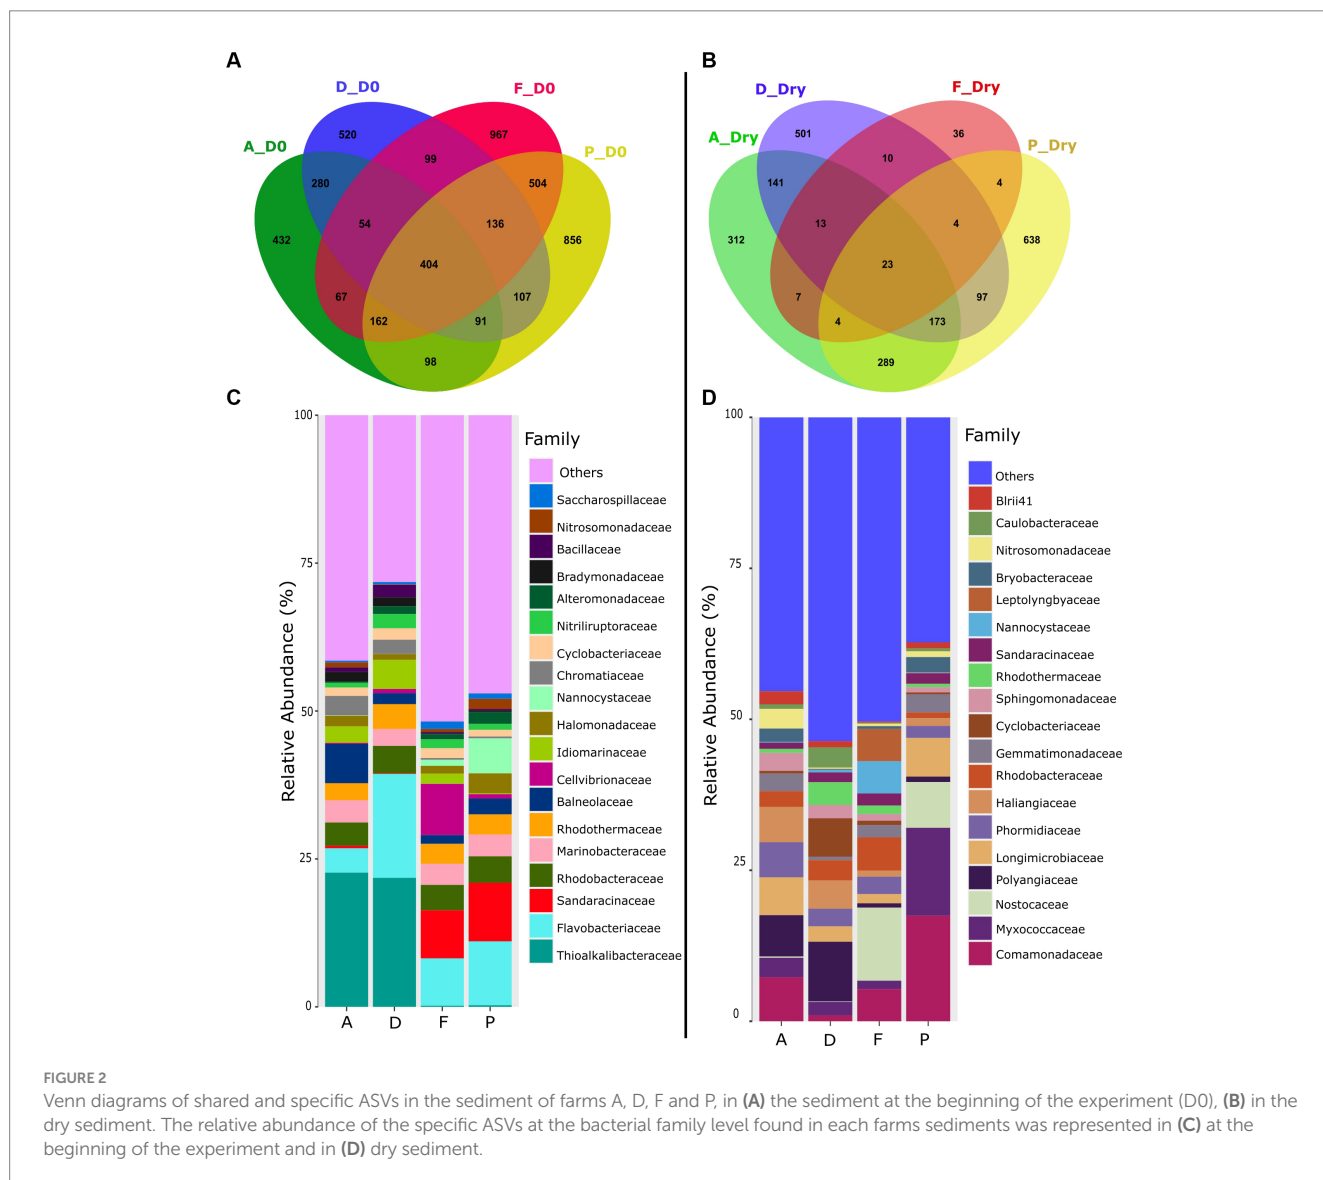 A
D_D0
F_D0
A_D0
P_D0
520
967
99
280
504
54
136
432
404
856
67
107
162
91
98
B
D_Dry
F_Dry
A_Dry
P_Dry
501
36
10
141
4
13
4
312
23
638
7
97
4
173
289
C
Relative Abundance (%)
100
75
50
25
0
A D F P
Family
Others
Saccharospillaceae
Nitrosomonadaceae
Bacillaceae
Bradymonadaceae
Alteromonadaceae
Nitriliruptoraceae
Cyclobacteriaceae
Chromatiaceae
Nannocystaceae
Halomonadaceae
Idiomarinaceae
Cellvibrionaceae
Balneolaceae
Rhodothermaceae
Marinobacteraceae
Rhodobacteraceae
Sandaracinaceae
Flavobacteriaceae
Thioalkalibacteraceae
D
Relative Abundance (%)
100
75
50
25
0
A D F P
Family
Others
Blrii41
Caulobacteraceae
Nitrosomonadaceae
Bryobacteraceae
Leptolyngbyaceae
Nannocystaceae
Sandaracinaceae
Rhodothermaceae
Sphingomonadaceae
Cyclobacteriaceae
Gemmatimonadaceae
Rhodobacteraceae
Haliangiaceae
Phormidiaceae
Longimicrobiaceae
Polyangiaceae
Nostocaceae
Myxococcaceae
Comamonadaceae
FIGURE 2
Venn diagrams of shared and specific ASVs in the sediment of farms A, D, F and P, in (A) the sediment at the beginning of the experiment (D0), (B) in the
dry sediment. The relative abundance of the specific ASVs at the bacterial family level found in each farms sediments was represented in (C) at the
beginning of the experiment and in (D) dry sediment.